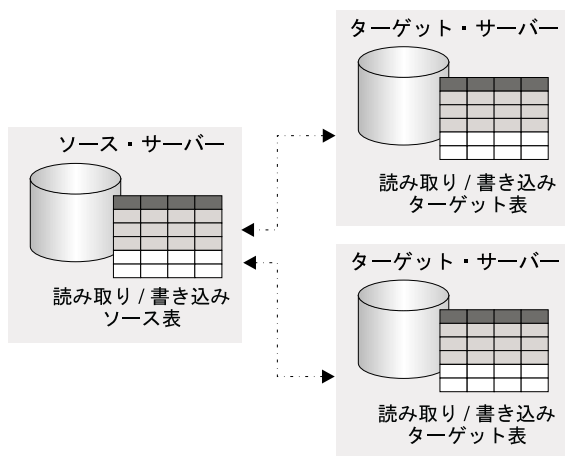 ソース・サーバー
読み取り / 書き込み
ソース表
ターゲット・サーバー
読み取り / 書き込み
ターゲット表
ターゲット・サーバー
読み取り / 書き込み
ターゲット表